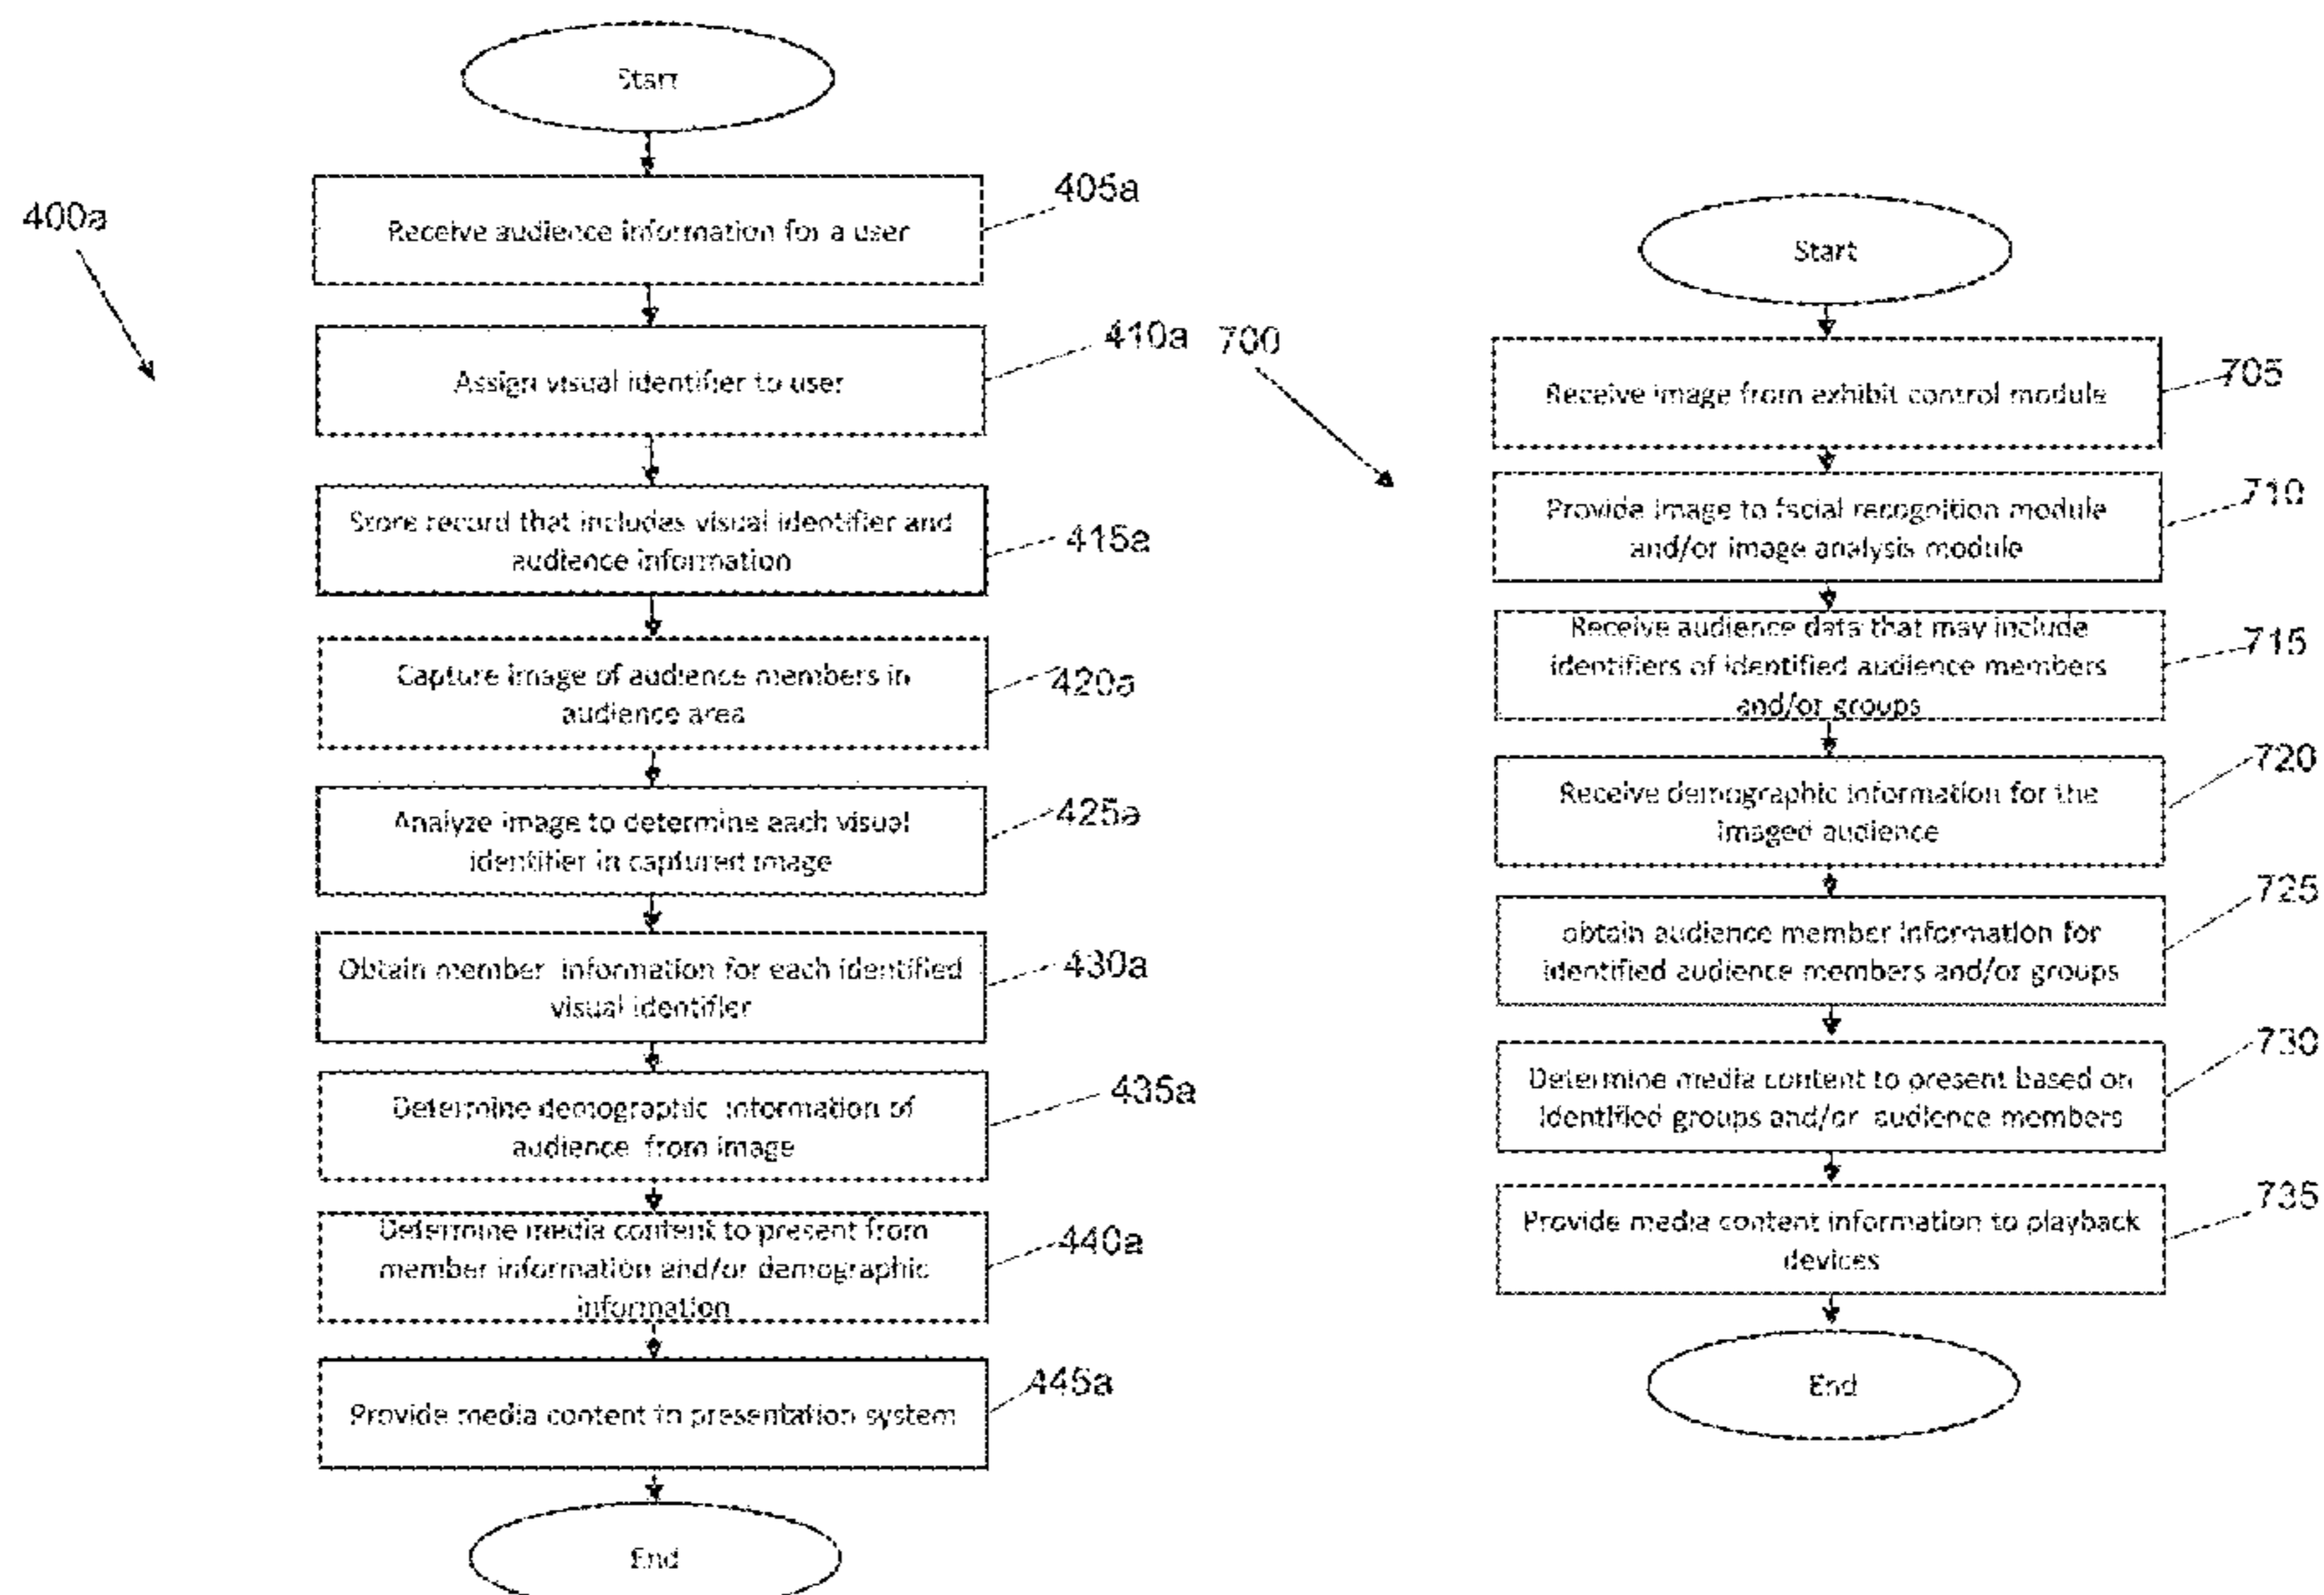 Start
400a
Receive audience information for a user
405a
Assign visual identifier to user
410a
Store record that includes visual identifier and
audience information
415a
Capture image of audience members in
audience area
420a
Analyze image to determine each visual
identifier in captured image
425a
Obtain member information for each identified
visual identifier
430a
Determine demographic information of
audience from image
435a
Determine media content to present from
member information and/or demographic
information
440a
Provide media content to presentation system
445a
End
Start
700
Receive image from exhibit control module
705
Provide image to facial recognition module
and/or image analysis module
710
Receive audience data that may include
identifiers of identified audience members
and/or groups
715
Receive demographic information for the
imaged audience
720
obtain audience member information for
identified audience members and/or groups
725
Determine media content to present based on
identified groups and/or audience members
730
Provide media content information to playback
devices
735
End